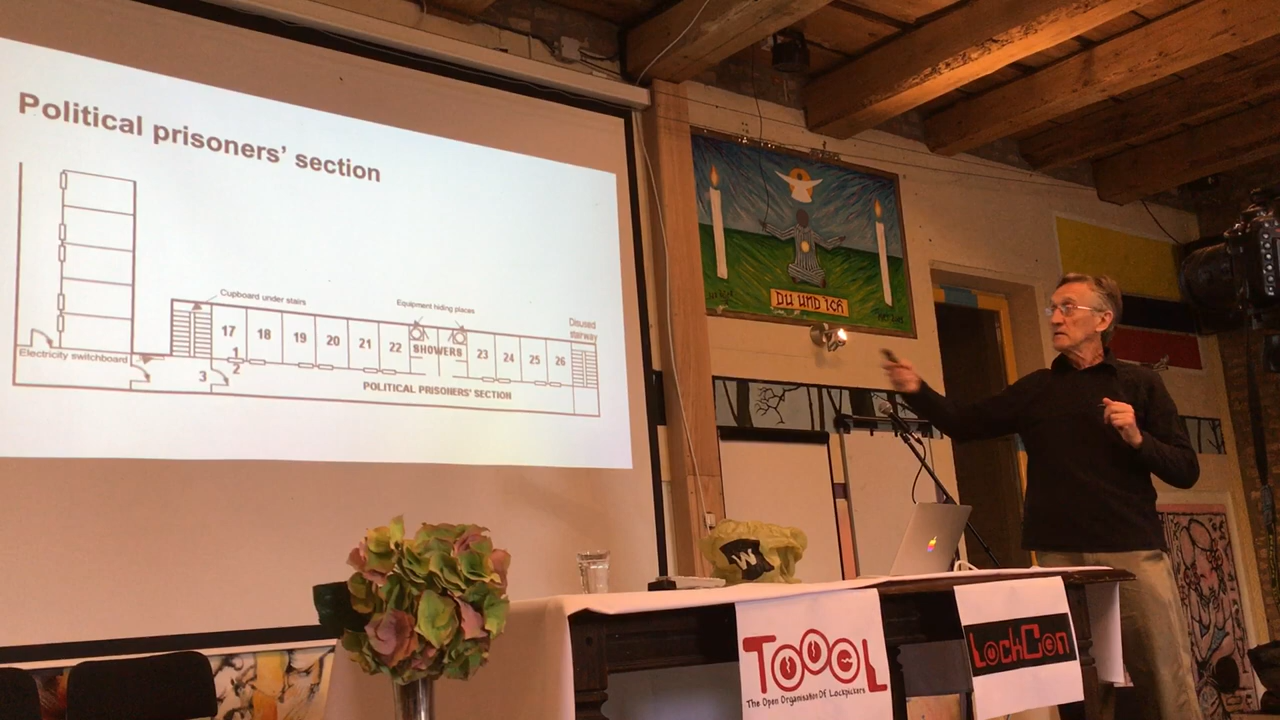 Political prisoners' section
Cupboard under stairs
Equipment hiding places
Disused
stairway
17 18 19 20 21 22 SHOWERS 23 24 25 26
1
2
3
Electricity switchboard
POLITICAL PRISONERS' SECTION
DU UND ICH
W
TOOOL
The Open Organisation Of Lockpickers
LockCon